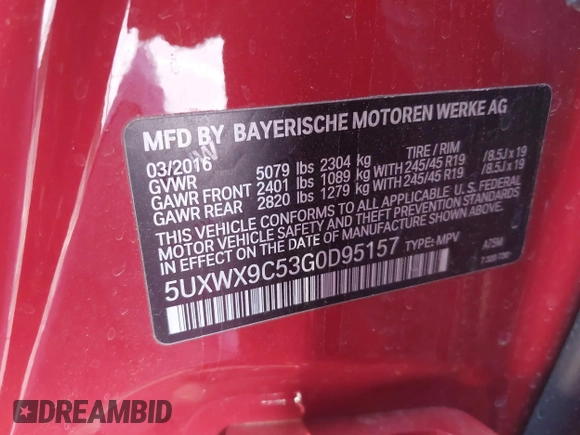 MFD BY BAYERISCHE MOTOREN WERKE AG
03/2016 TIRE / RIM
GVWR 5079 lbs 2304 kg
GAWR FRONT 2401 lbs 1089 kg WITH 245/45 R19 /8.5J x 19
GAWR REAR 2820 lbs 1279 kg WITH 245/45 R19 /8.5J x 19
THIS VEHICLE CONFORMS TO ALL APPLICABLE U.S. FEDERAL
MOTOR VEHICLE SAFETY AND THEFT PREVENTION STANDARDS
IN EFFECT ON THE DATE OF MANUFACTURE SHOWN ABOVE.
5UXWX9C53G0D95157 TYPE: MPV
DREAMBID